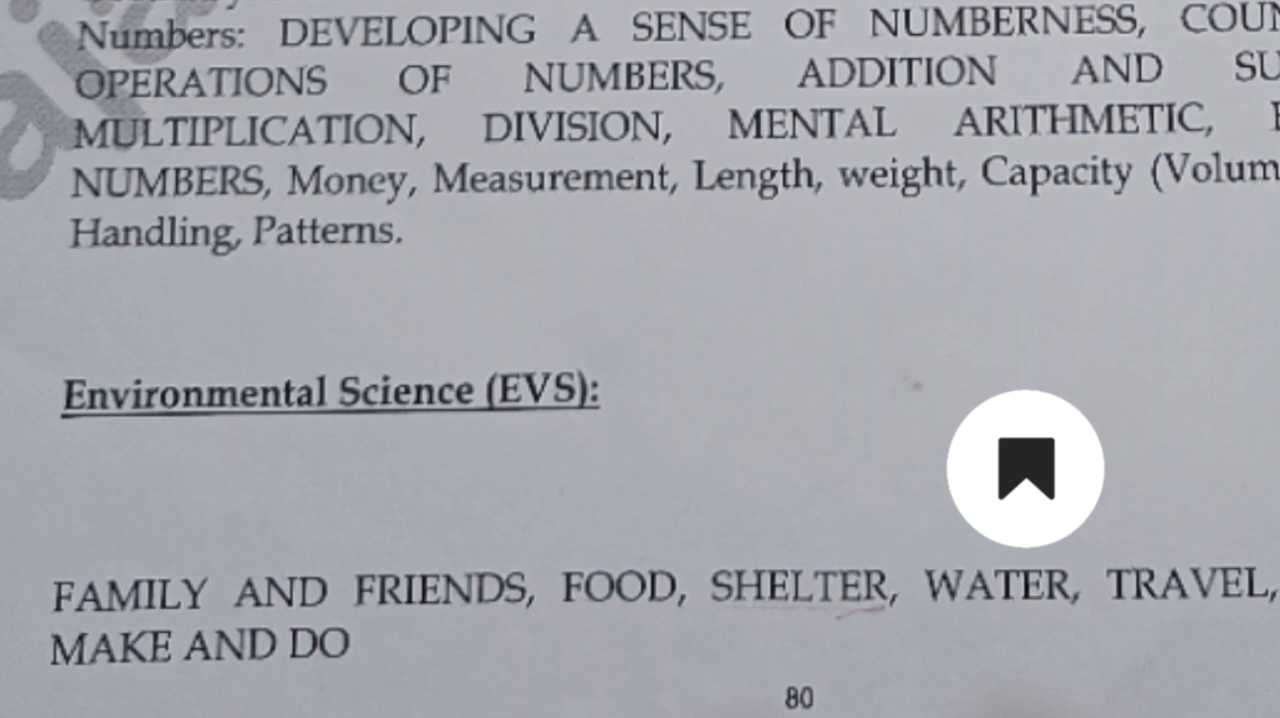 Numbers: DEVELOPING A SENSE OF NUMBERNESS,
OPERATIONS OF NUMBERS, ADDITION AND
MULTIPLICATION, DIVISION, MENTAL ARITHMETIC,
NUMBERS, Money, Measurement, Length, weight, Capacity (Volum
Handling, Patterns.
Environmental Science (EVS):
FAMILY AND FRIENDS, FOOD, SHELTER, WATER, TRAVEL,
MAKE AND DO
80